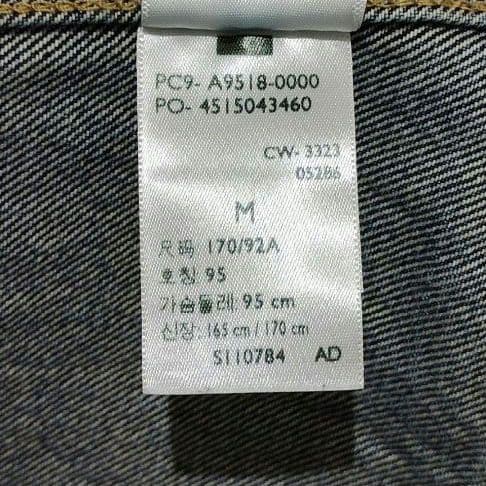 PC9- A9518-0000
PO- 4515043460
CW- 3323
05286
M
尺码 170/92A
호칭 95
가슴둘레: 95 cm
신장: 165 cm / 170 cm
S110784 AD